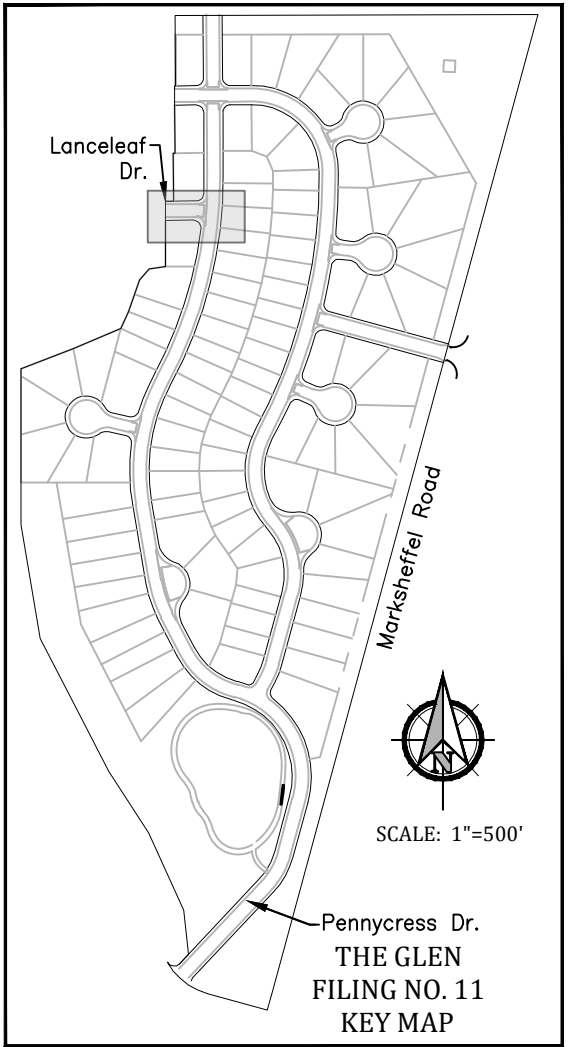 Lanceleaf
Dr.
Marksheffel Road
N
SCALE: 1"=500'
Pennycress Dr.
THE GLEN
FILING NO. 11
KEY MAP